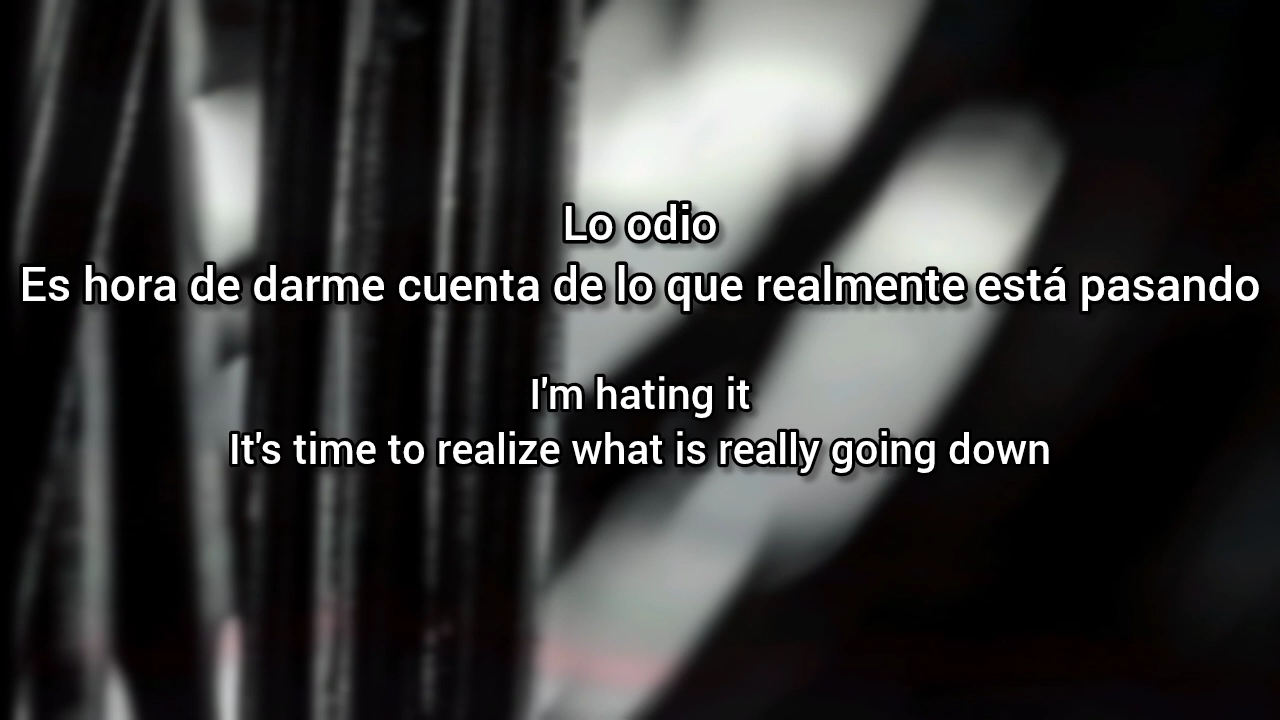 Lo odio
Es hora de darme cuenta de lo que realmente está pasando
I'm hating it
It's time to realize what is really going down